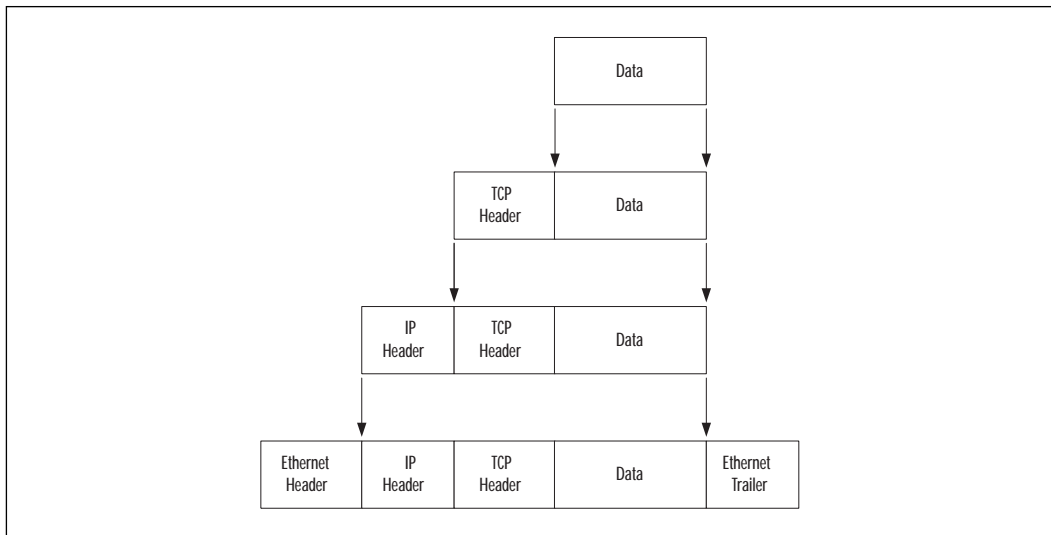 Data
TCP
Header
Data
IP
Header
TCP
Header
Data
Ethernet
Header
IP
Header
TCP
Header
Data
Ethernet
Trailer